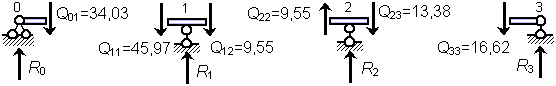 0 Q01=34,03 1 Q22=9,55 2 Q23=13,38 3
Q11=45,97 Q12=9,55 Q33=16,62
R0 R1 R2 R3